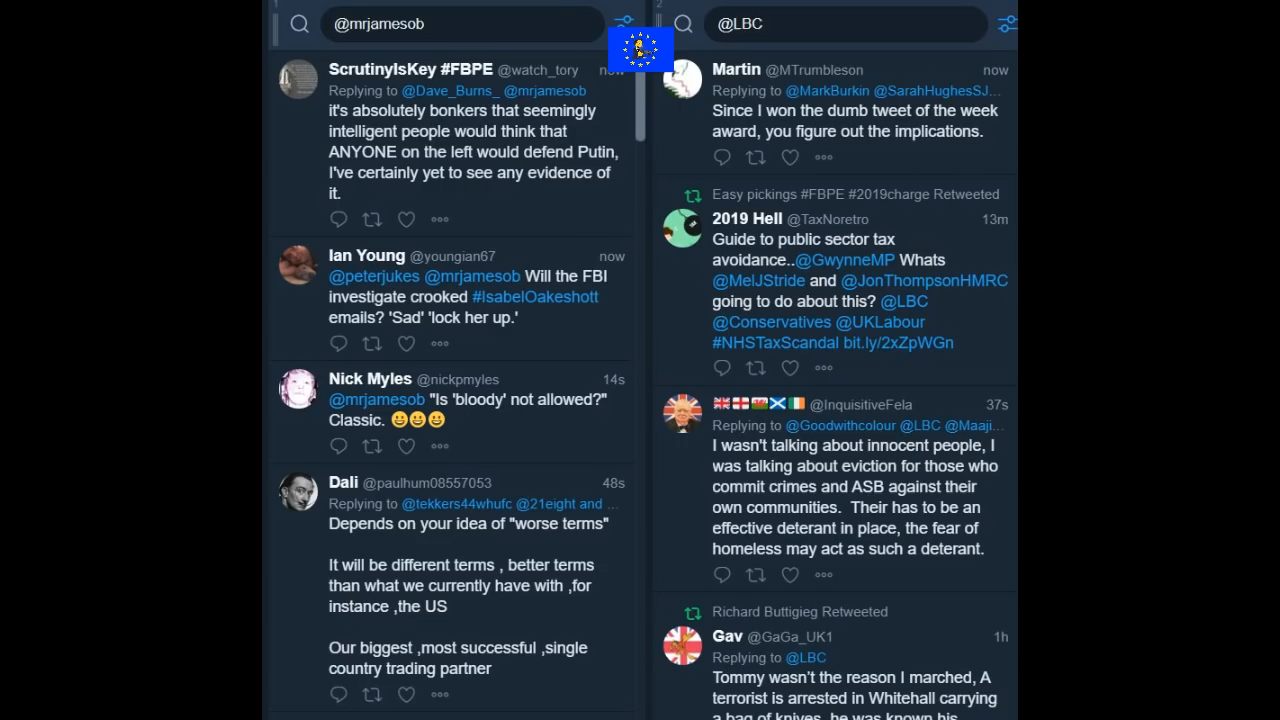 1
@mrjamesob
ScrutinyIsKey #FBPE @watch_tory now
Replying to @Dave_Burns_ @mrjamesob
it's absolutely bonkers that seemingly
intelligent people would think that
ANYONE on the left would defend Putin,
I've certainly yet to see any evidence of
it.
Ian Young @youngian67 now
@peterjukes @mrjamesob Will the FBI
investigate crooked #IsabelOakeshott
emails? 'Sad' 'lock her up.'
Nick Myles @nickpmyles 14s
@mrjamesob "Is 'bloody' not allowed?"
Classic. 😀😀😀
Dali @paulhum08557053 48s
Replying to @tekkers44whufc @21eight and ...
Depends on your idea of "worse terms"
It will be different terms , better terms
than what we currently have with ,for
instance ,the US
Our biggest ,most successful ,single
country trading partner
2
@LBC
Martin @MTrumbleson now
Replying to @MarkBurkin @SarahHughesSJ...
Since I won the dumb tweet of the week
award, you figure out the implications.
Easy pickings #FBPE #2019charge Retweeted
2019 Hell @TaxNoretro 13m
Guide to public sector tax
avoidance..@GwynneMP Whats
@MelJStride and @JonThompsonHMRC
going to do about this? @LBC
@Conservatives @UKLabour
#NHSTaxScandal bit.ly/2xZpWGn
@InquisitiveFela 37s
Replying to @Goodwithcolour @LBC @Maaji...
I wasn't talking about innocent people, I
was talking about eviction for those who
commit crimes and ASB against their
own communities.  Their has to be an
effective deterant in place, the fear of
homeless may act as such a deterant.
Richard Buttigieg Retweeted
Gav @GaGa_UK1 1h
Replying to @LBC
Tommy wasn't the reason I marched, A
terrorist is arrested in Whitehall carrying
a bag of knives, he was known his